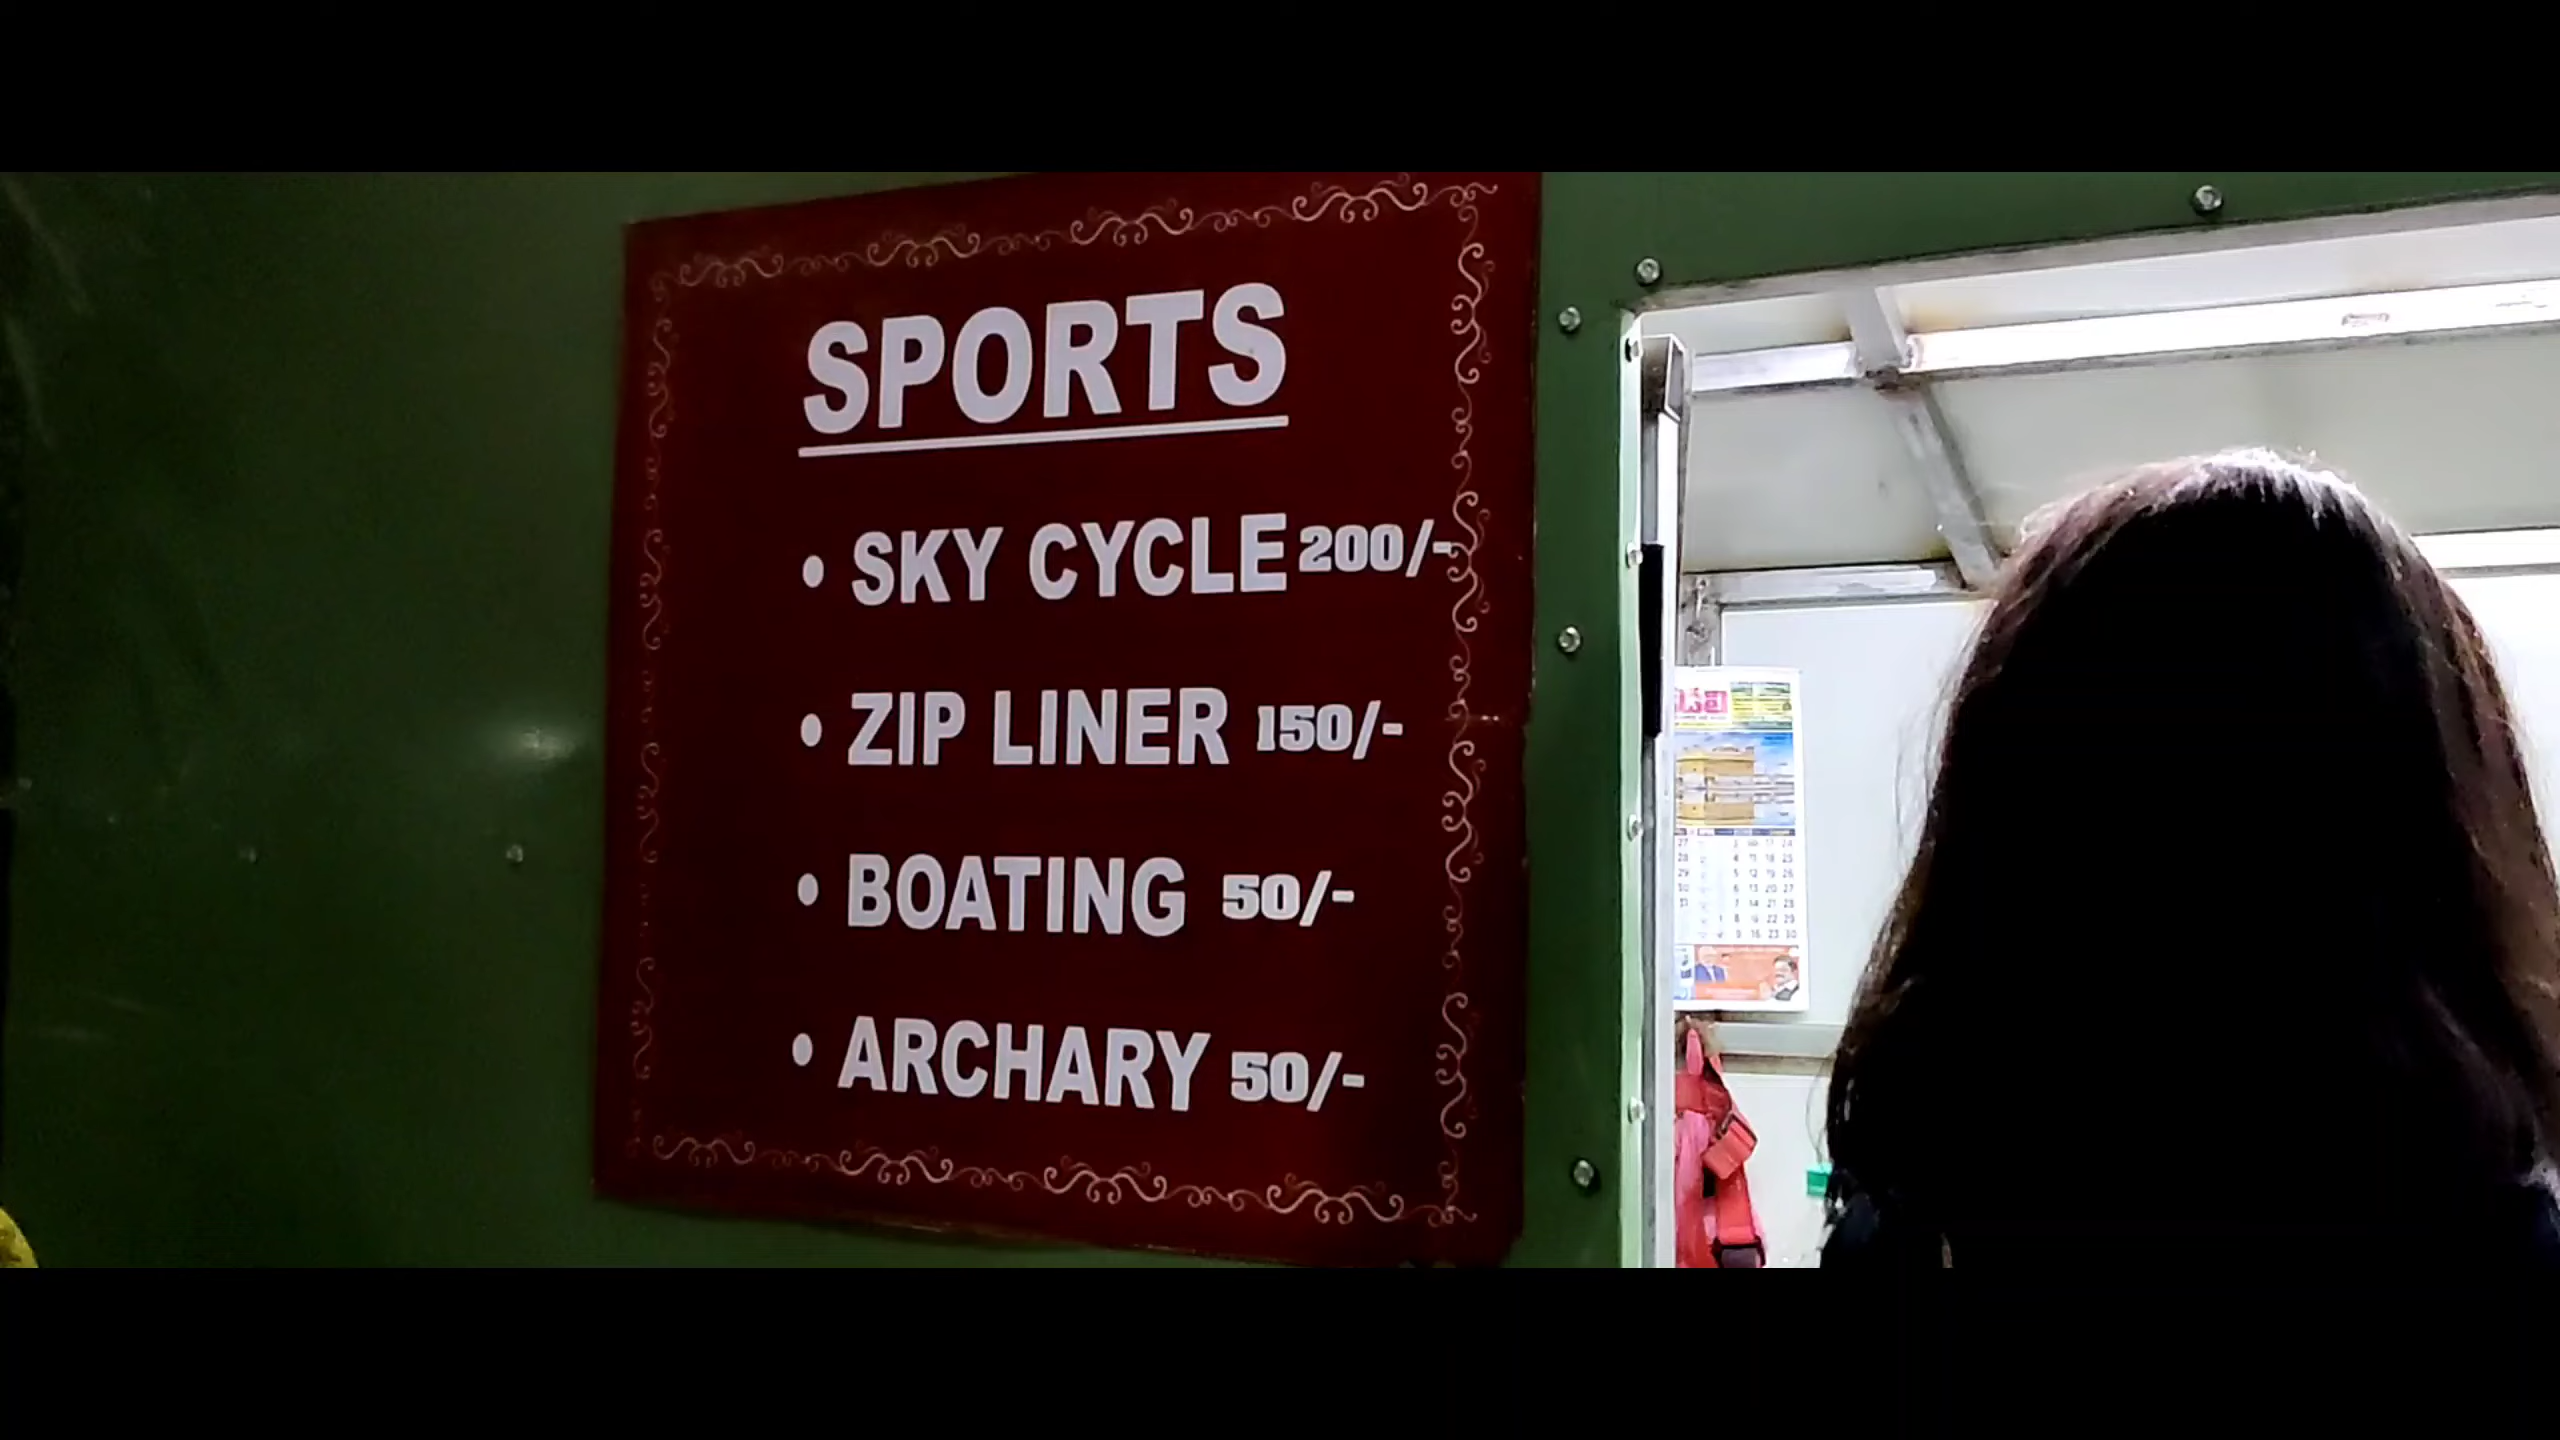 SPORTS
• SKY CYCLE 200/-
• ZIP LINER 150/-
• BOATING 50/-
• ARCHARY 50/-